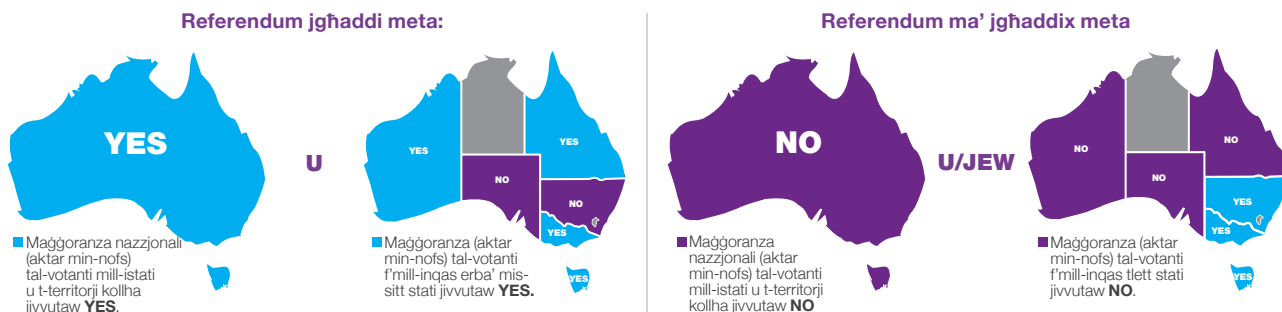 Referendum jgħaddi meta:
YES
U
YES
YES
NO
NO
YES
YES
Maġġoranza nazzjonali
(aktar min-nofs)
tal-votanti mill-istati
u t-territorji kollha
jivvutaw YES.
Maġġoranza (aktar
min-nofs) tal-votanti
f'mill-inqas erba' mis-
sitt stati jivvutaw YES.
Referendum ma' jgħaddix meta
NO
U/JEW
NO
NO
NO
YES
YES
YES
Maġġoranza
nazzjonali (aktar
min-nofs) tal-votanti
mill-istati u t-territorji
kollha jivvutaw NO
Maġġoranza (aktar
min-nofs) tal-votanti
f'mill-inqas tlett stati
jivvutaw NO.